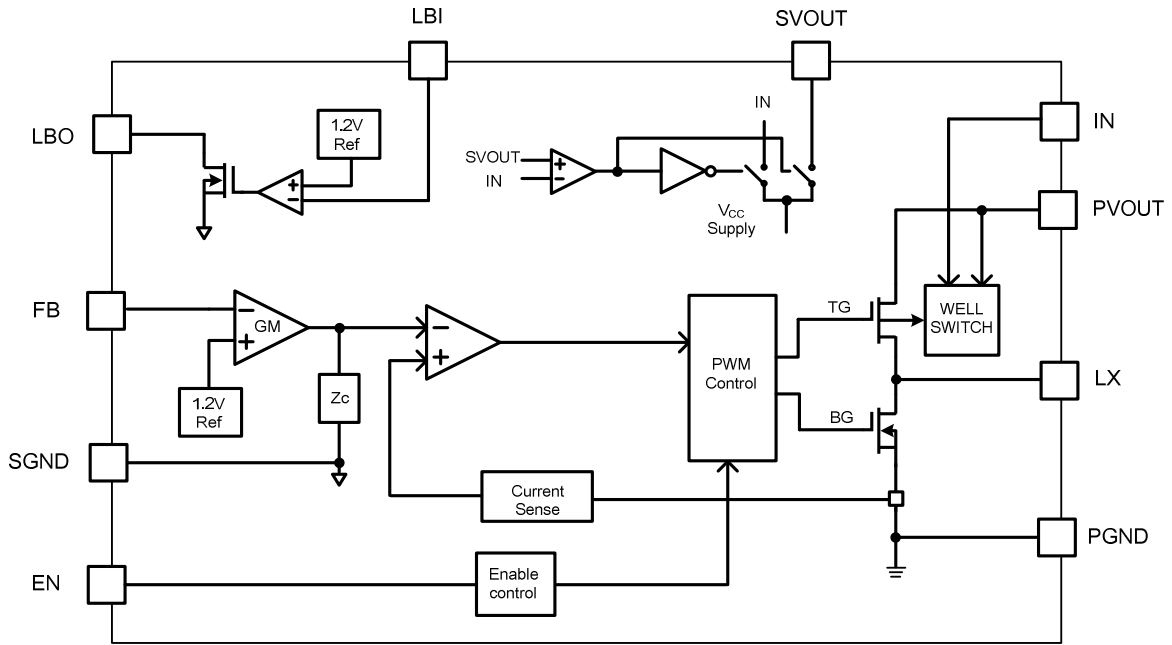 LBI
SVOUT
LBO
1.2V
Ref
+
−
SVOUT
IN
+
−
IN
VCC
Supply
IN
PVOUT
FB
−
+
GM
1.2V
Ref
Zc
−
+
PWM
Control
TG
BG
WELL
SWITCH
LX
SGND
Current
Sense
PGND
EN
Enable
control